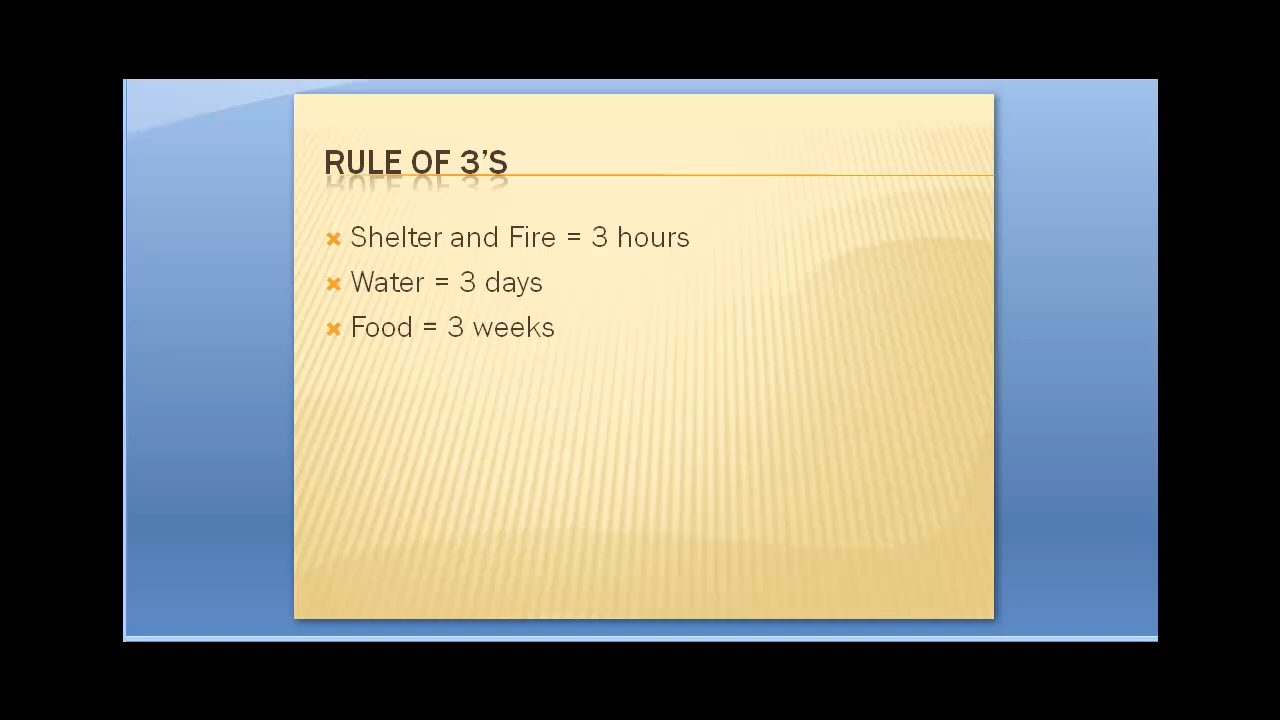 RULE OF 3’S
Shelter and Fire = 3 hours
Water = 3 days
Food = 3 weeks